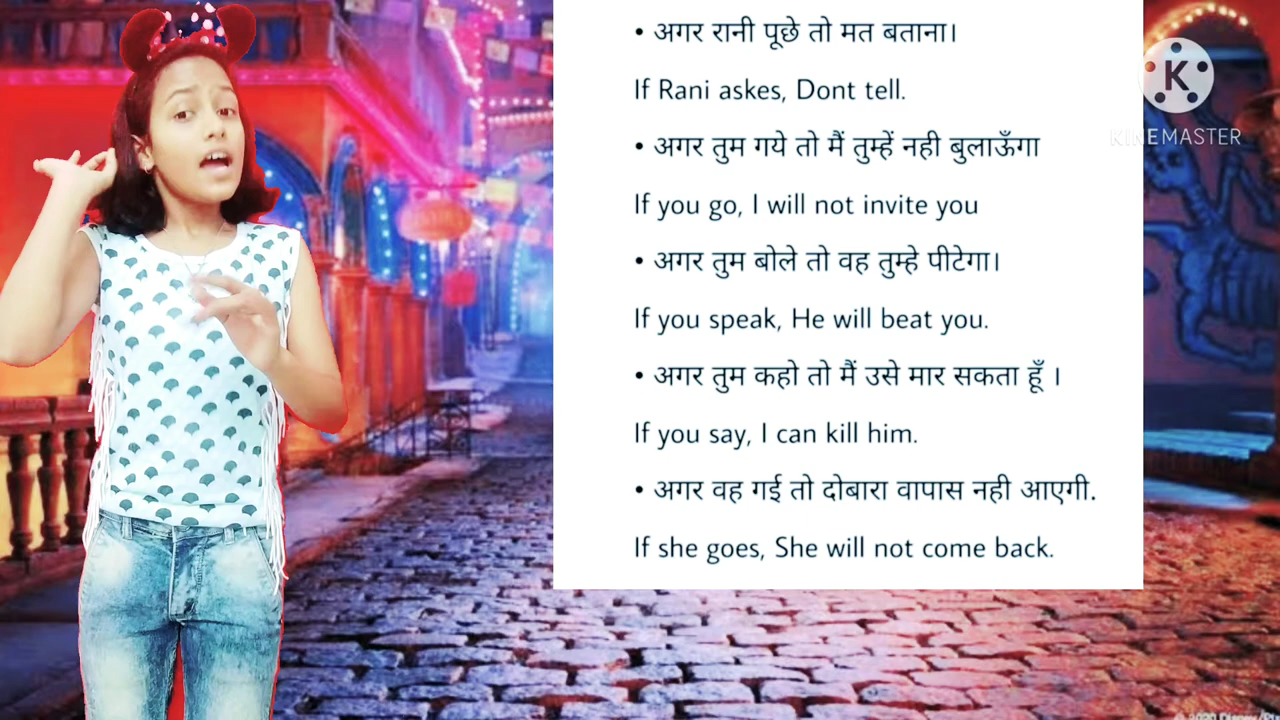 • अगर रानी पूछे तो मत बताना।
If Rani askes, Dont tell.
• अगर तुम गये तो मैं तुम्हें नही बुलाऊँगा
If you go, I will not invite you
• अगर तुम बोले तो वह तुम्हे पीटेगा।
If you speak, He will beat you.
• अगर तुम कहो तो मैं उसे मार सकता हूँ ।
If you say, I can kill him.
• अगर वह गई तो दोबारा वापास नही आएगी.
If she goes, She will not come back.
K
KINEMASTER